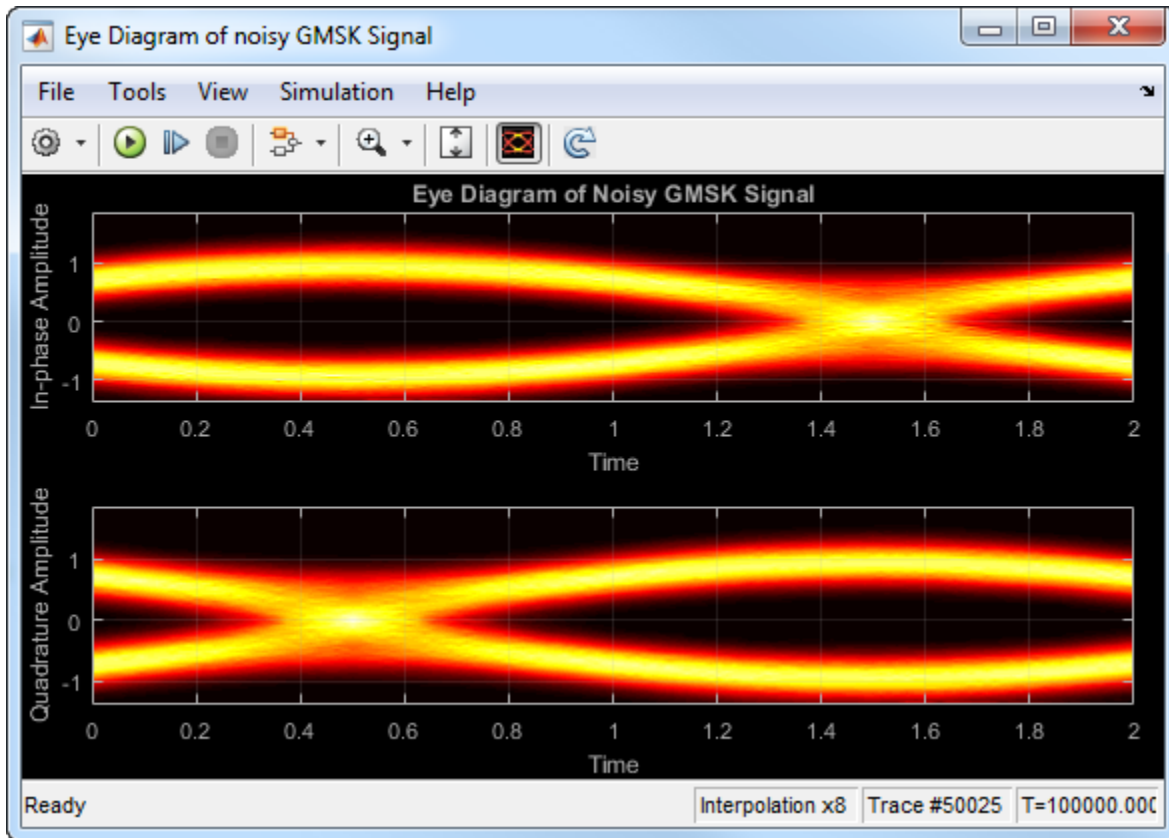 Eye Diagram of noisy GMSK Signal
File Tools View Simulation Help
Eye Diagram of Noisy GMSK Signal
In-phase Amplitude
1
0
-1
0 0.2 0.4 0.6 0.8 1 1.2 1.4 1.6 1.8 2
Time
Quadrature Amplitude
1
0
-1
0 0.2 0.4 0.6 0.8 1 1.2 1.4 1.6 1.8 2
Time
Ready Interpolation x8 Trace #50025 T=100000.000